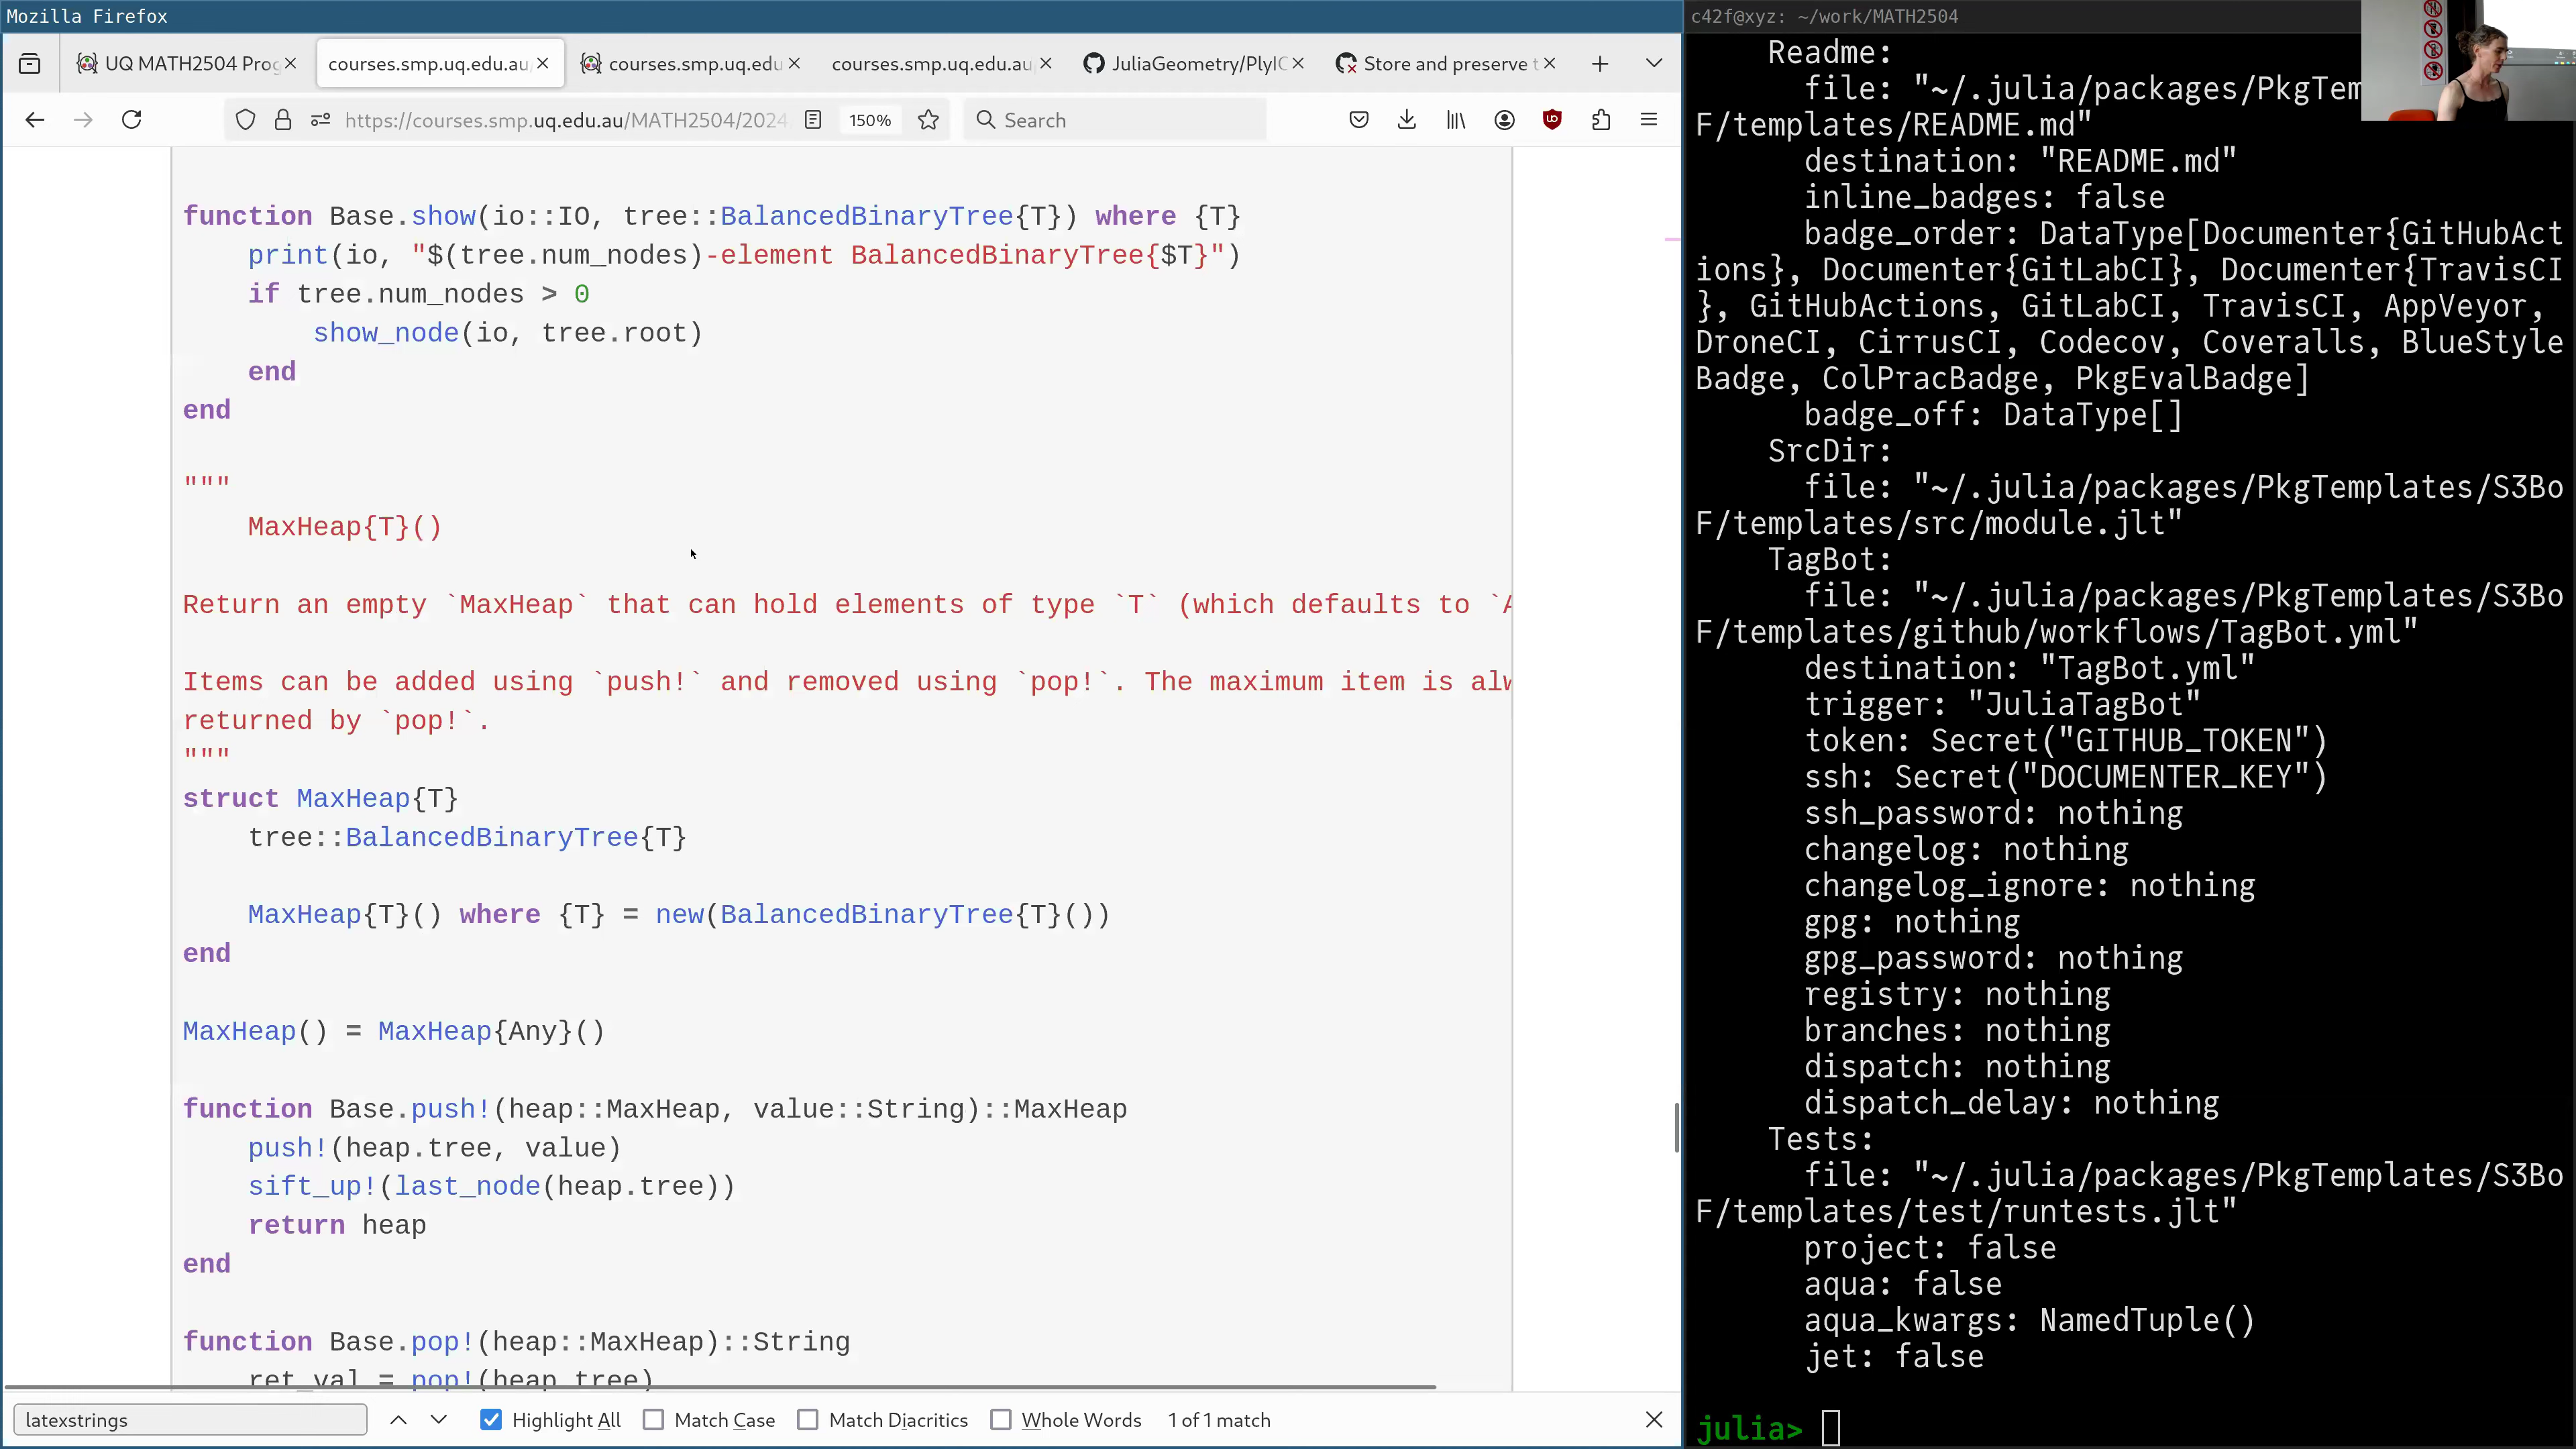 Mozilla Firefox
UQ MATH2504 Prog
courses.smp.uq.edu.au/
courses.smp.uq.edu
courses.smp.uq.edu.au
JuliaGeometry/PlyIO
Store and preserve t
https://courses.smp.uq.edu.au/MATH2504/2024
150%
Search
function Base.show(io::IO, tree::BalancedBinaryTree{T}) where {T}
    print(io, "$(tree.num_nodes)-element BalancedBinaryTree{$T}")
    if tree.num_nodes > 0
        show_node(io, tree.root)
    end
end
"""
    MaxHeap{T}()
Return an empty `MaxHeap` that can hold elements of type `T` (which defaults to `A
Items can be added using `push!` and removed using `pop!`. The maximum item is alw
returned by `pop!`.
"""
struct MaxHeap{T}
    tree::BalancedBinaryTree{T}
    MaxHeap{T}() where {T} = new(BalancedBinaryTree{T}())
end
MaxHeap() = MaxHeap{Any}()
function Base.push!(heap::MaxHeap, value::String)::MaxHeap
    push!(heap.tree, value)
    sift_up!(last_node(heap.tree))
    return heap
end
function Base.pop!(heap::MaxHeap)::String
    ret_val = pop!(heap.tree)
latexstrings
Highlight All
Match Case
Match Diacritics
Whole Words
1 of 1 match
c42f@xyz: ~/work/MATH2504
Readme:
file: "~/.julia/packages/PkgTem
F/templates/README.md"
destination: "README.md"
inline_badges: false
badge_order: DataType[Documenter{GitHubAct
ions}, Documenter{GitLabCI}, Documenter{TravisCI
}, GitHubActions, GitLabCI, TravisCI, AppVeyor,
DroneCI, CirrusCI, Codecov, Coveralls, BlueStyle
Badge, ColPracBadge, PkgEvalBadge]
badge_off: DataType[]
SrcDir:
file: "~/.julia/packages/PkgTemplates/S3Bo
F/templates/src/module.jlt"
TagBot:
file: "~/.julia/packages/PkgTemplates/S3Bo
F/templates/github/workflows/TagBot.yml"
destination: "TagBot.yml"
trigger: "JuliaTagBot"
token: Secret("GITHUB_TOKEN")
ssh: Secret("DOCUMENTER_KEY")
ssh_password: nothing
changelog: nothing
changelog_ignore: nothing
gpg: nothing
gpg_password: nothing
registry: nothing
branches: nothing
dispatch: nothing
dispatch_delay: nothing
Tests:
file: "~/.julia/packages/PkgTemplates/S3Bo
F/templates/test/runtests.jlt"
project: false
aqua: false
aqua_kwargs: NamedTuple()
jet: false
julia>